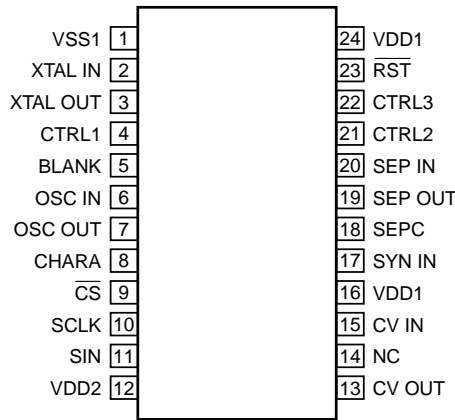 VSS1 1
XTAL IN 2
XTAL OUT 3
CTRL1 4
BLANK 5
OSC IN 6
OSC OUT 7
CHARA 8
C̅S̅ 9
SCLK 10
SIN 11
VDD2 12
24 VDD1
23 R̅S̅T̅
22 CTRL3
21 CTRL2
20 SEP IN
19 SEP OUT
18 SEPC
17 SYN IN
16 VDD1
15 CV IN
14 NC
13 CV OUT